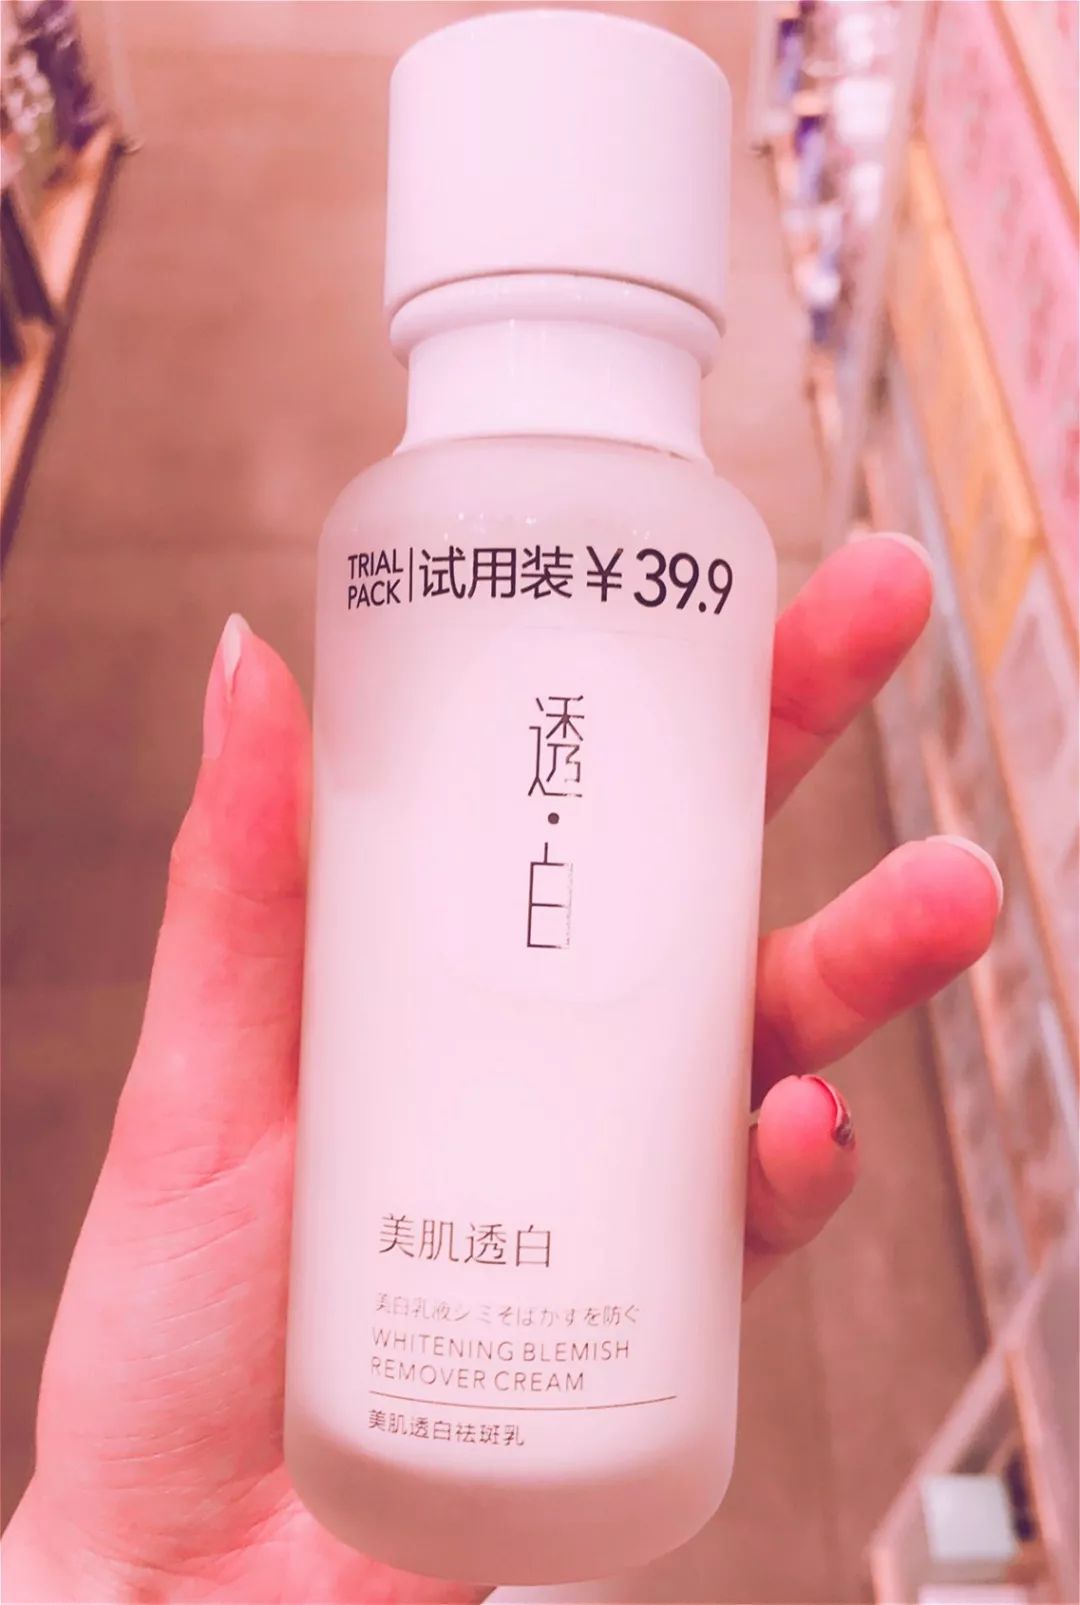 TRIAL PACK | 试用装 ¥39.9
透·白
美肌透白
美白乳液シミそばかすを防ぐ
WHITENING BLEMISH
REMOVER CREAM
美肌透白祛斑乳